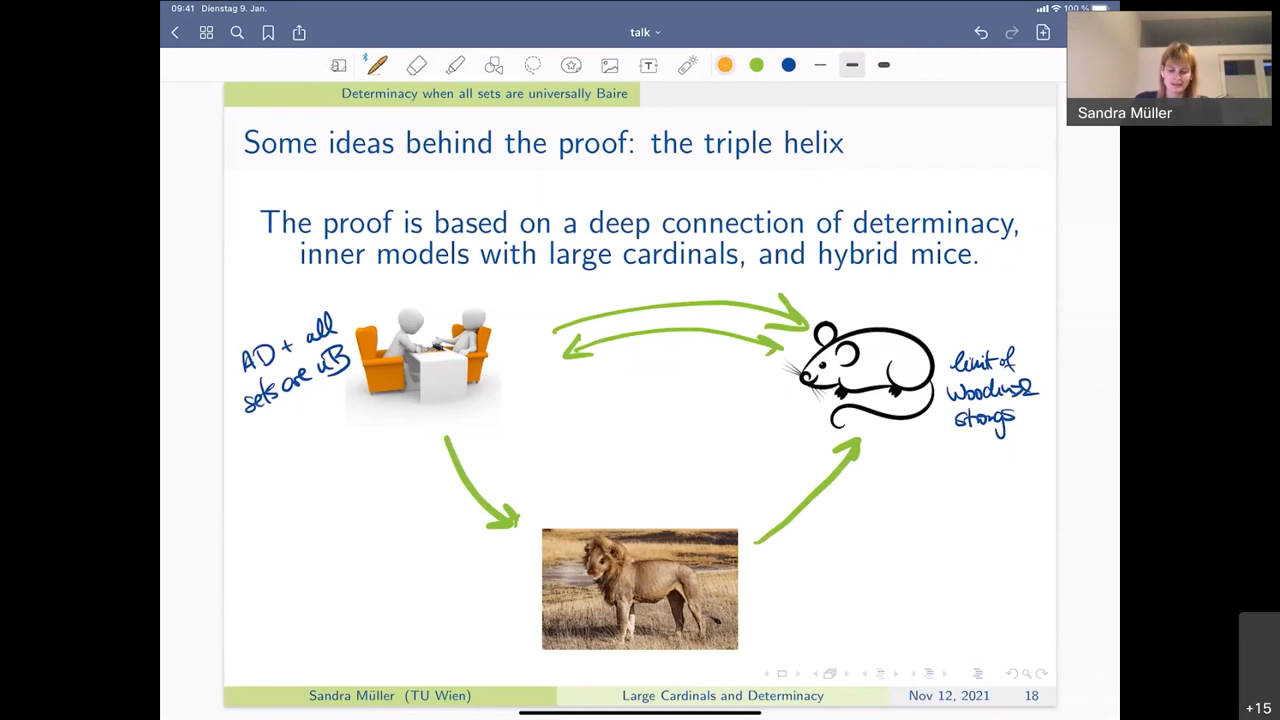 09:41 Dienstag 9. Jan.
100 %
talk
Sandra Müller
Determinacy when all sets are universally Baire
Some ideas behind the proof: the triple helix
The proof is based on a deep connection of determinacy,
inner models with large cardinals, and hybrid mice.
AD + all
sets are uB
limit of
Woodins &
strongs
Sandra Müller (TU Wien)
Large Cardinals and Determinacy
Nov 12, 2021
18
+15